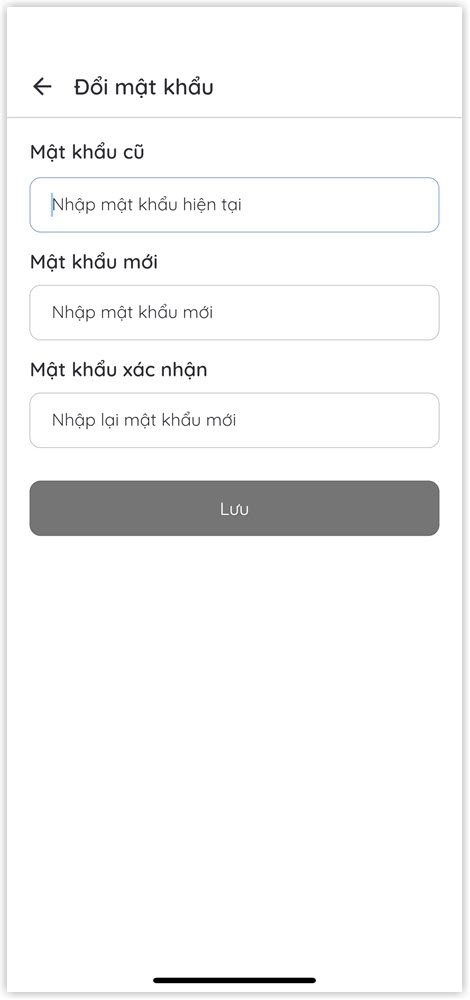 Đổi mật khẩu
Mật khẩu cũ
Nhập mật khẩu hiện tại
Mật khẩu mới
Nhập mật khẩu mới
Mật khẩu xác nhận
Nhập lại mật khẩu mới
Lưu